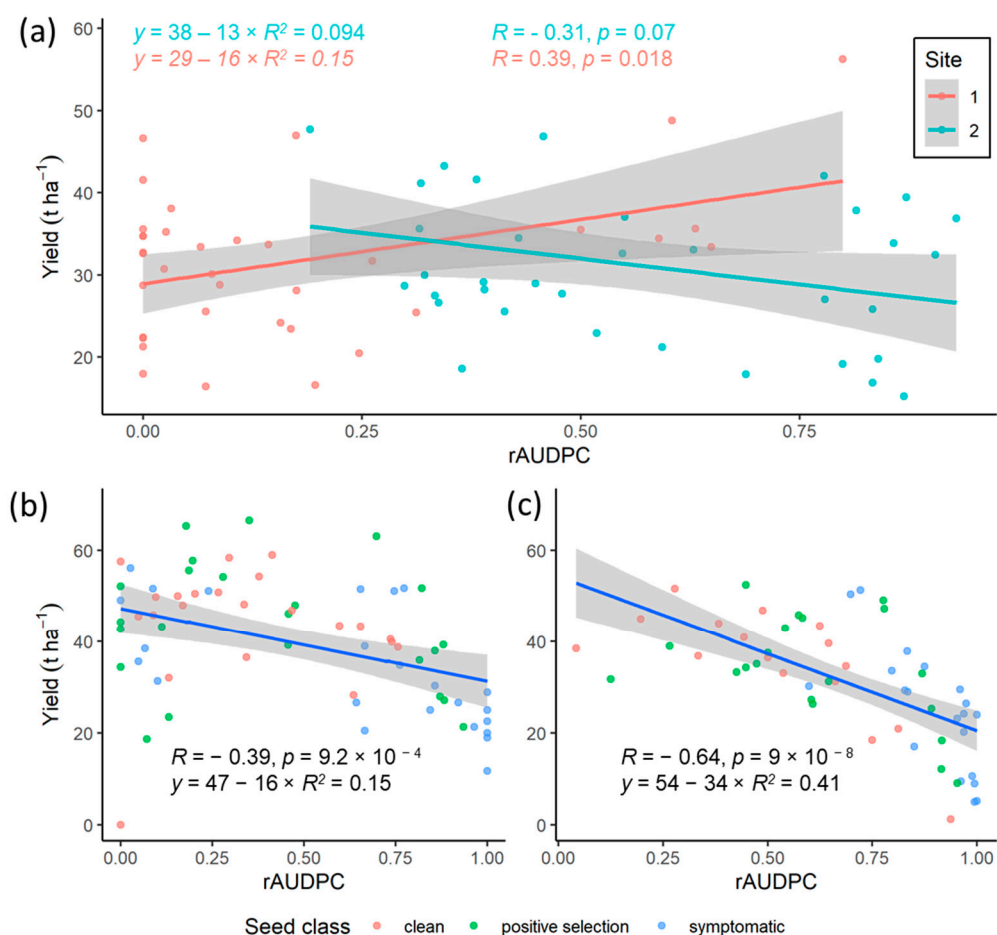 (a)
y = 38 – 13 × R² = 0.094
R = - 0.31, p = 0.07
y = 29 – 16 × R² = 0.15
R = 0.39, p = 0.018
Site
1
2
Yield (t ha⁻¹)
60
50
40
30
20
0.00 0.25 0.50 0.75
rAUDPC
(b)
Yield (t ha⁻¹)
60
40
20
0
R = – 0.39, p = 9.2 × 10 ⁻⁴
y = 47 – 16 × R² = 0.15
0.00 0.25 0.50 0.75 1.00
rAUDPC
(c)
60
40
20
0
R = – 0.64, p = 9 × 10 ⁻⁸
y = 54 – 34 × R² = 0.41
0.00 0.25 0.50 0.75 1.00
rAUDPC
Seed class clean positive selection symptomatic